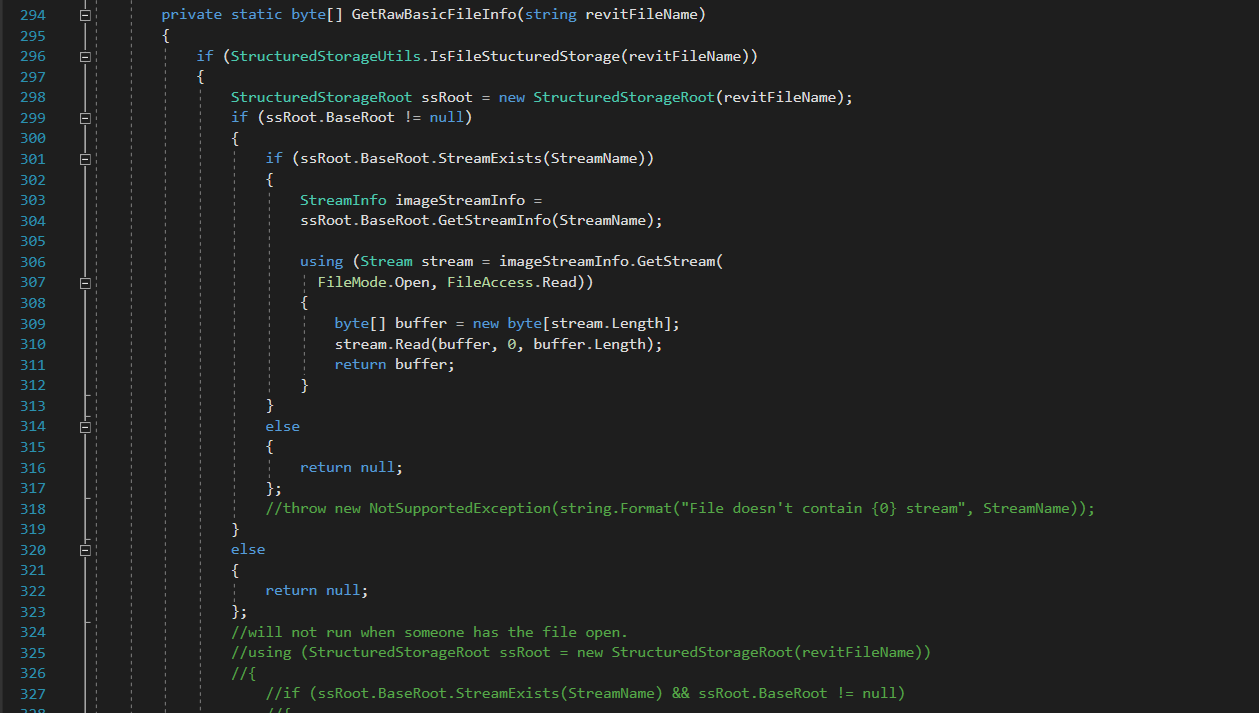 294 private static byte[] GetRawBasicFileInfo(string revitFileName)
295 {
296 if (StructuredStorageUtils.IsFileStucturedStorage(revitFileName))
297 {
298 StructuredStorageRoot ssRoot = new StructuredStorageRoot(revitFileName);
299 if (ssRoot.BaseRoot != null)
300 {
301 if (ssRoot.BaseRoot.StreamExists(StreamName))
302 {
303 StreamInfo imageStreamInfo =
304 ssRoot.BaseRoot.GetStreamInfo(StreamName);
305
306 using (Stream stream = imageStreamInfo.GetStream(
307 FileMode.Open, FileAccess.Read))
308 {
309 byte[] buffer = new byte[stream.Length];
310 stream.Read(buffer, 0, buffer.Length);
311 return buffer;
312 }
313 }
314 else
315 {
316 return null;
317 };
318 //throw new NotSupportedException(string.Format("File doesn't contain {0} stream", StreamName));
319 }
320 else
321 {
322 return null;
323 };
324 //will not run when someone has the file open.
325 //using (StructuredStorageRoot ssRoot = new StructuredStorageRoot(revitFileName))
326 //{
327 //if (ssRoot.BaseRoot.StreamExists(StreamName) && ssRoot.BaseRoot != null)
328 //{